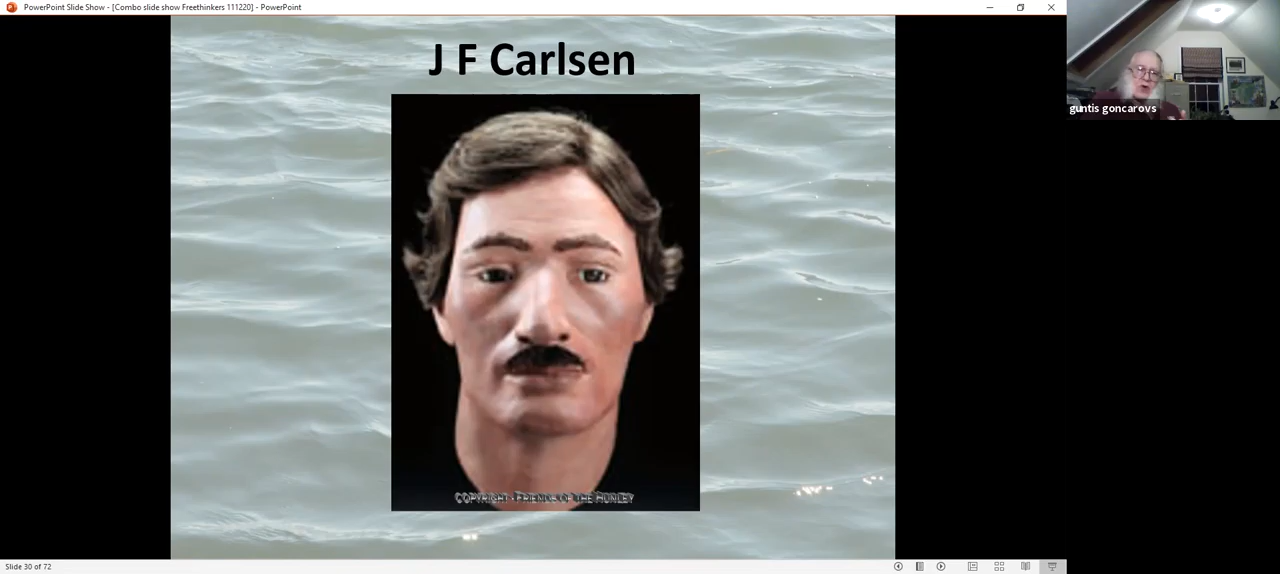 PowerPoint Slide Show - [Combo slide show Freethinkers 111220] - PowerPoint
J F Carlsen
guntis goncarovs
COPYRIGHT - FRIENDS OF THE HUNLEY
Slide 30 of 72